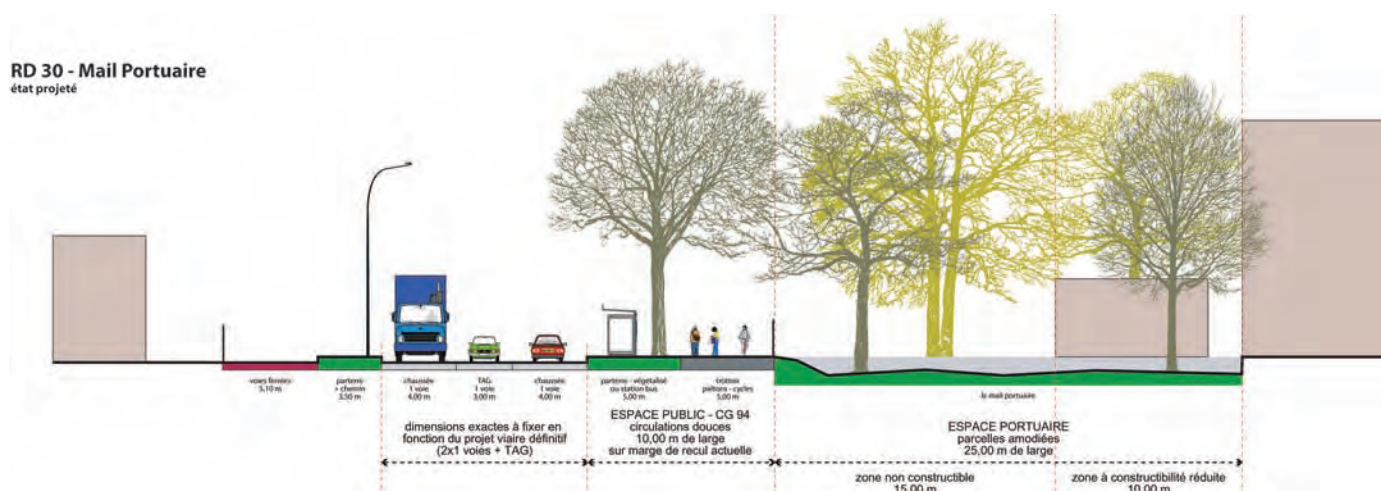 RD 30 - Mail Portuaire
état projeté
voies ferrées
5,10 m
parterre
+ chemin
3.50 m
chaussée
1 voie
4,00 m
TAG
1 voie
3,00 m
chaussée
1 voie
4,00 m
parterre - végétalisé
ou station bus
5,00 m
trottoir
piétons - cycles
5,00 m
le mail portuaire
dimensions exactes à fixer en
fonction du projet viaire définitif
(2x1 voies + TAG)
ESPACE PUBLIC - CG 94
circulations douces
10,00 m de large
sur marge de recul actuelle
ESPACE PORTUAIRE
parcelles amodiées
25,00 m de large
zone non constructible
15,00 m
zone à constructibilité réduite
10,00 m